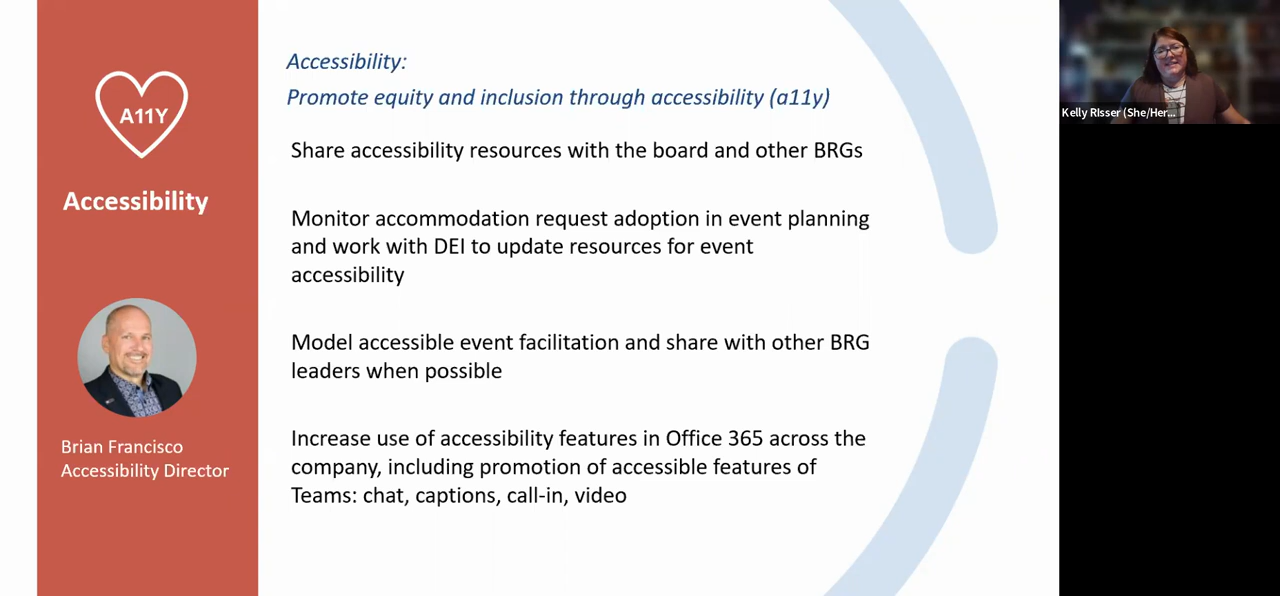 A11Y
Accessibility
Brian Francisco
Accessibility Director
Accessibility:
Promote equity and inclusion through accessibility (a11y)
Share accessibility resources with the board and other BRGs
Monitor accommodation request adoption in event planning
and work with DEI to update resources for event
accessibility
Model accessible event facilitation and share with other BRG
leaders when possible
Increase use of accessibility features in Office 365 across the
company, including promotion of accessible features of
Teams: chat, captions, call-in, video
Kelly RIsser (She/Her...